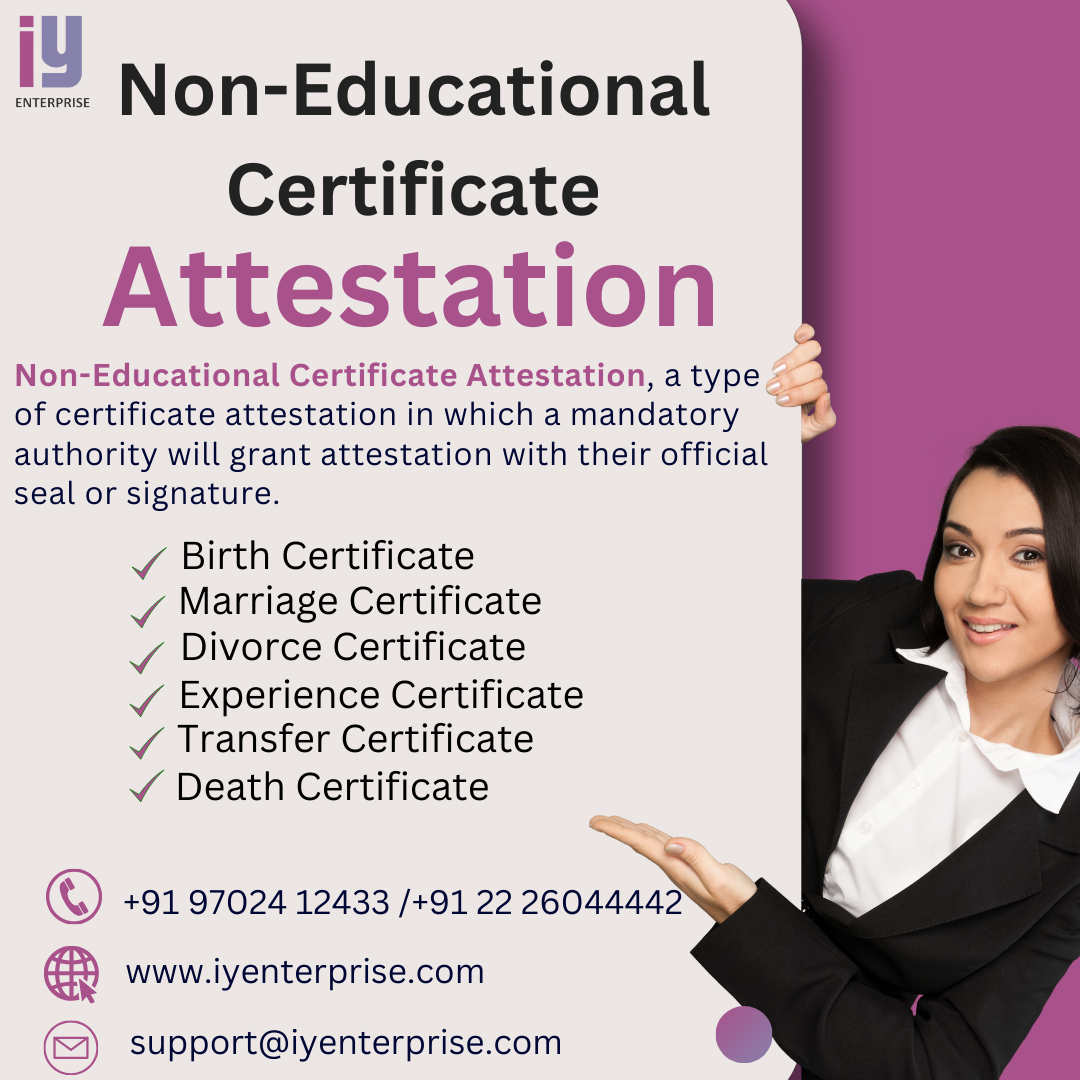 iy
ENTERPRISE
Non-Educational
Certificate
Attestation
Non-Educational Certificate Attestation, a type
of certificate attestation in which a mandatory
authority will grant attestation with their official
seal or signature.
Birth Certificate
Marriage Certificate
Divorce Certificate
Experience Certificate
Transfer Certificate
Death Certificate
+91 97024 12433 /+91 22 26044442
www.iyenterprise.com
support@iyenterprise.com